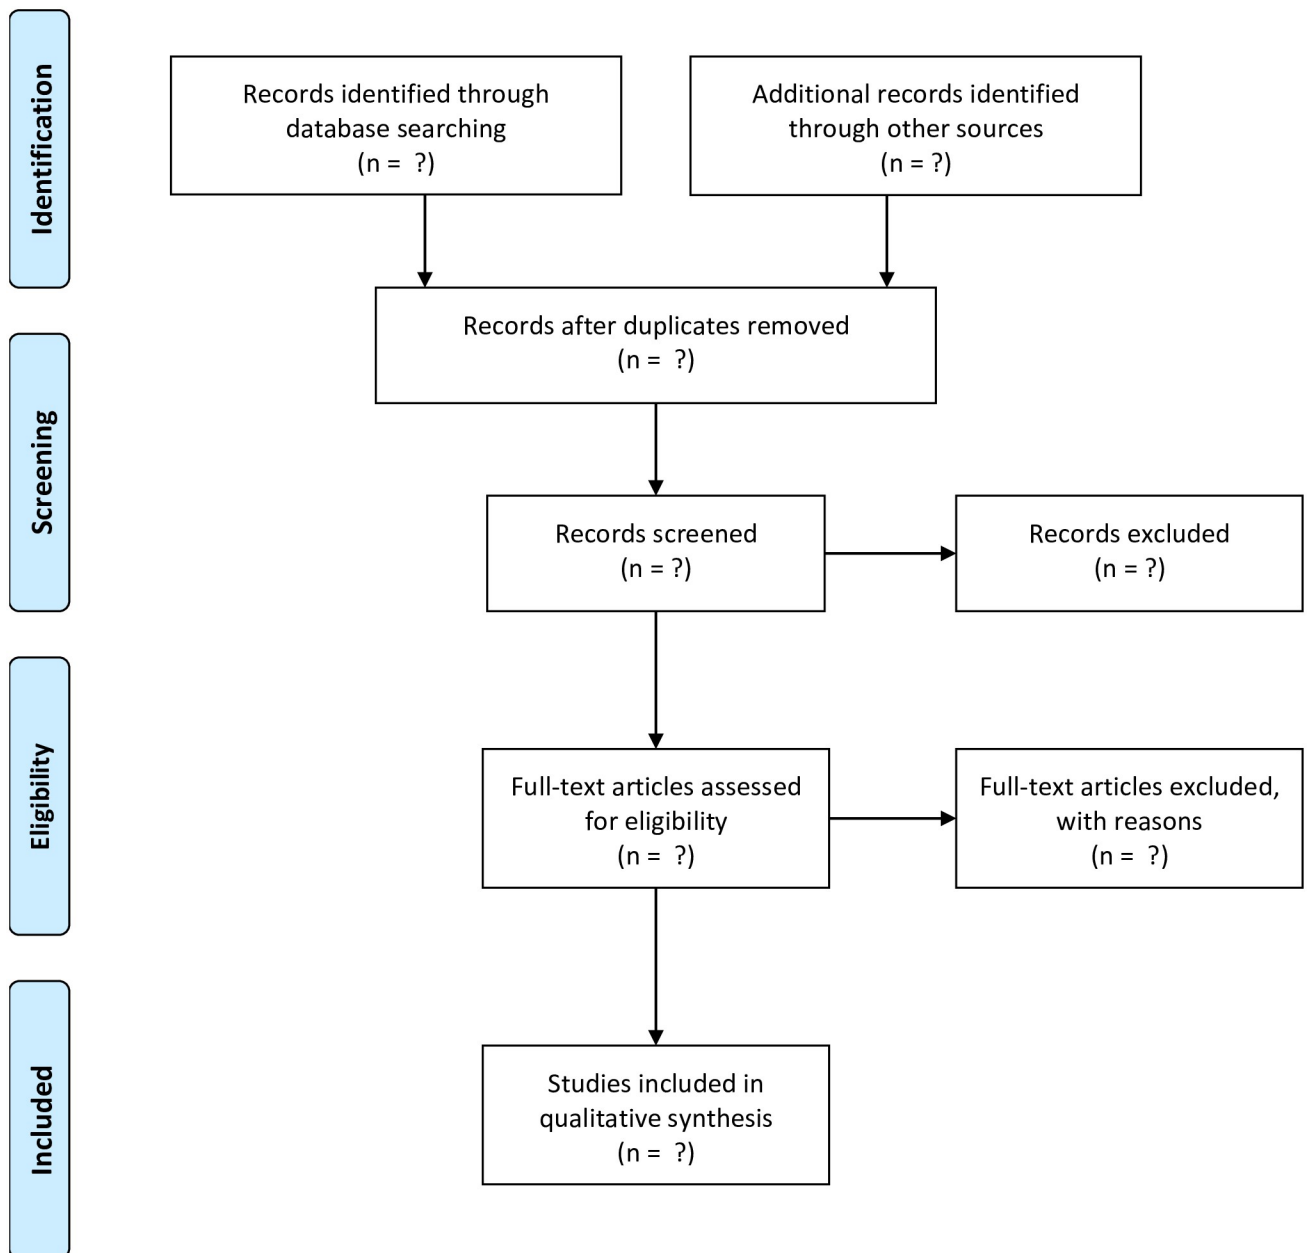 Identification
Records identified through
database searching
(n =  ?)
Additional records identified
through other sources
(n = ?)
Records after duplicates removed
(n =  ?)
Screening
Records screened
(n = ?)
Records excluded
(n = ?)
Eligibility
Full-text articles assessed
for eligibility
(n =  ?)
Full-text articles excluded,
with reasons
(n =  ?)
Included
Studies included in
qualitative synthesis
(n =  ?)